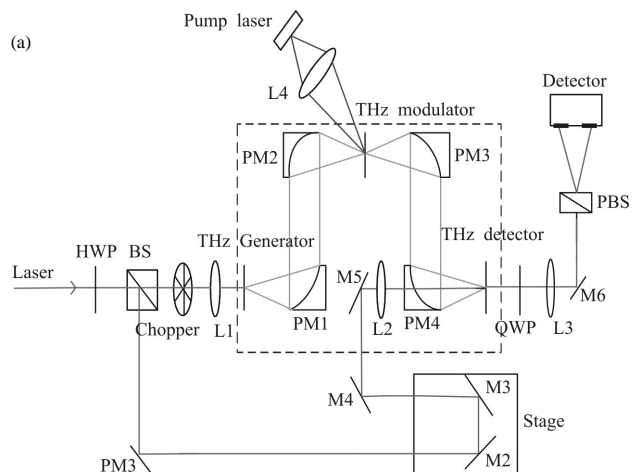 (a)
Pump laser
L4
THz modulator
Detector
PM2
PM3
PBS
THz Generator
THz detector
HWP
BS
M5
Laser
Chopper
L1
PM1
L2
PM4
QWP
L3
M6
M4
M3
Stage
PM3
M2